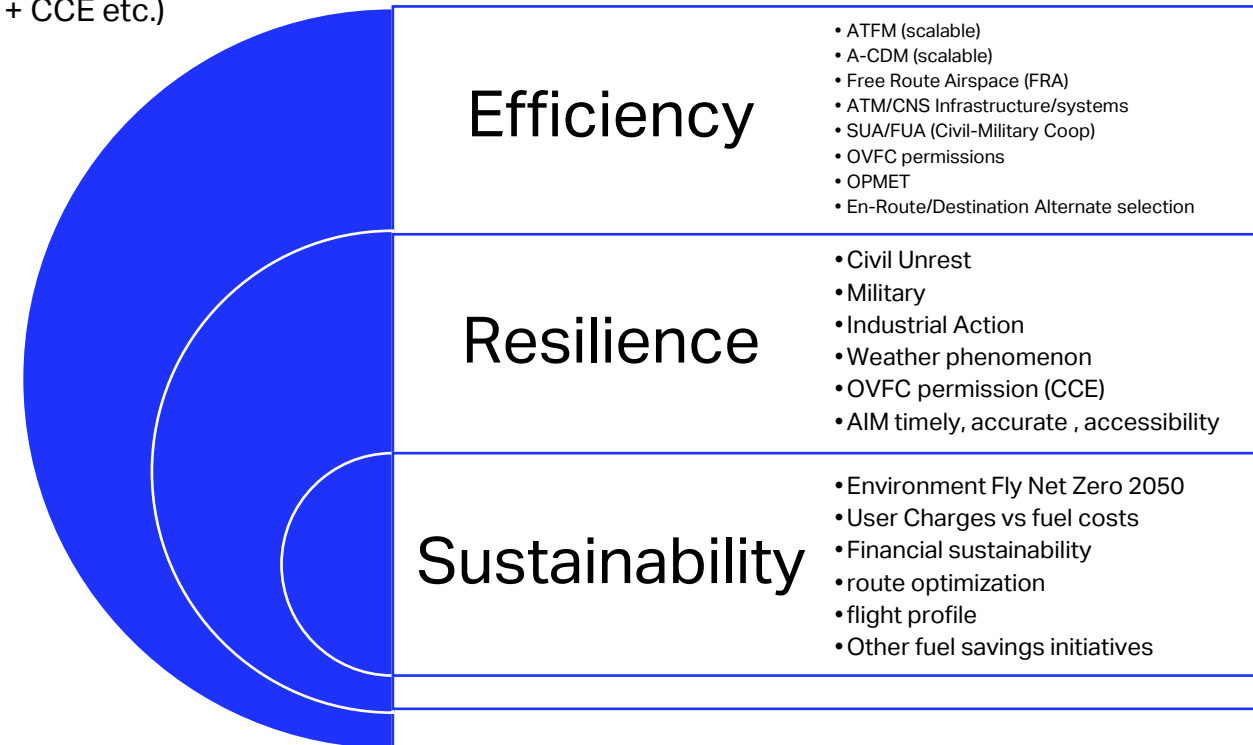 + CCE etc.)
Efficiency
• ATFM (scalable)
• A-CDM (scalable)
• Free Route Airspace (FRA)
• ATM/CNS Infrastructure/systems
• SUA/FUA (Civil-Military Coop)
• OVFC permissions
• OPMET
• En-Route/Destination Alternate selection
Resilience
•Civil Unrest
•Military
•Industrial Action
•Weather phenomenon
•OVFC permission (CCE)
•AIM timely, accurate , accessibility
Sustainability
•Environment Fly Net Zero 2050
•User Charges vs fuel costs
•Financial sustainability
•route optimization
•flight profile
•Other fuel savings initiatives